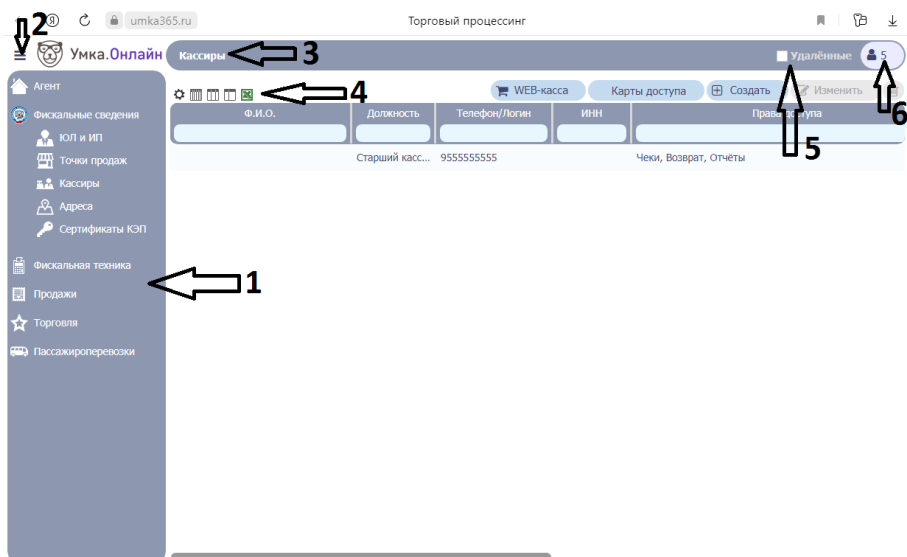 2 Я umka365.ru Торговый процессинг
Умка.Онлайн Кассиры 3 Удалённые 5
Агент 4 WEB-касса Карты доступа Создать Изменить
6
Фискальные сведения Ф.И.О. Должность Телефон/Логин ИНН Права доступа
ЮЛ и ИП
Точки продаж Старший касс... 9555555555 Чеки, Возврат, Отчёты 5
Кассиры
Адреса
Сертификаты КЭП
Фискальная техника
1
Продажи
Торговля
Пассажироперевозки